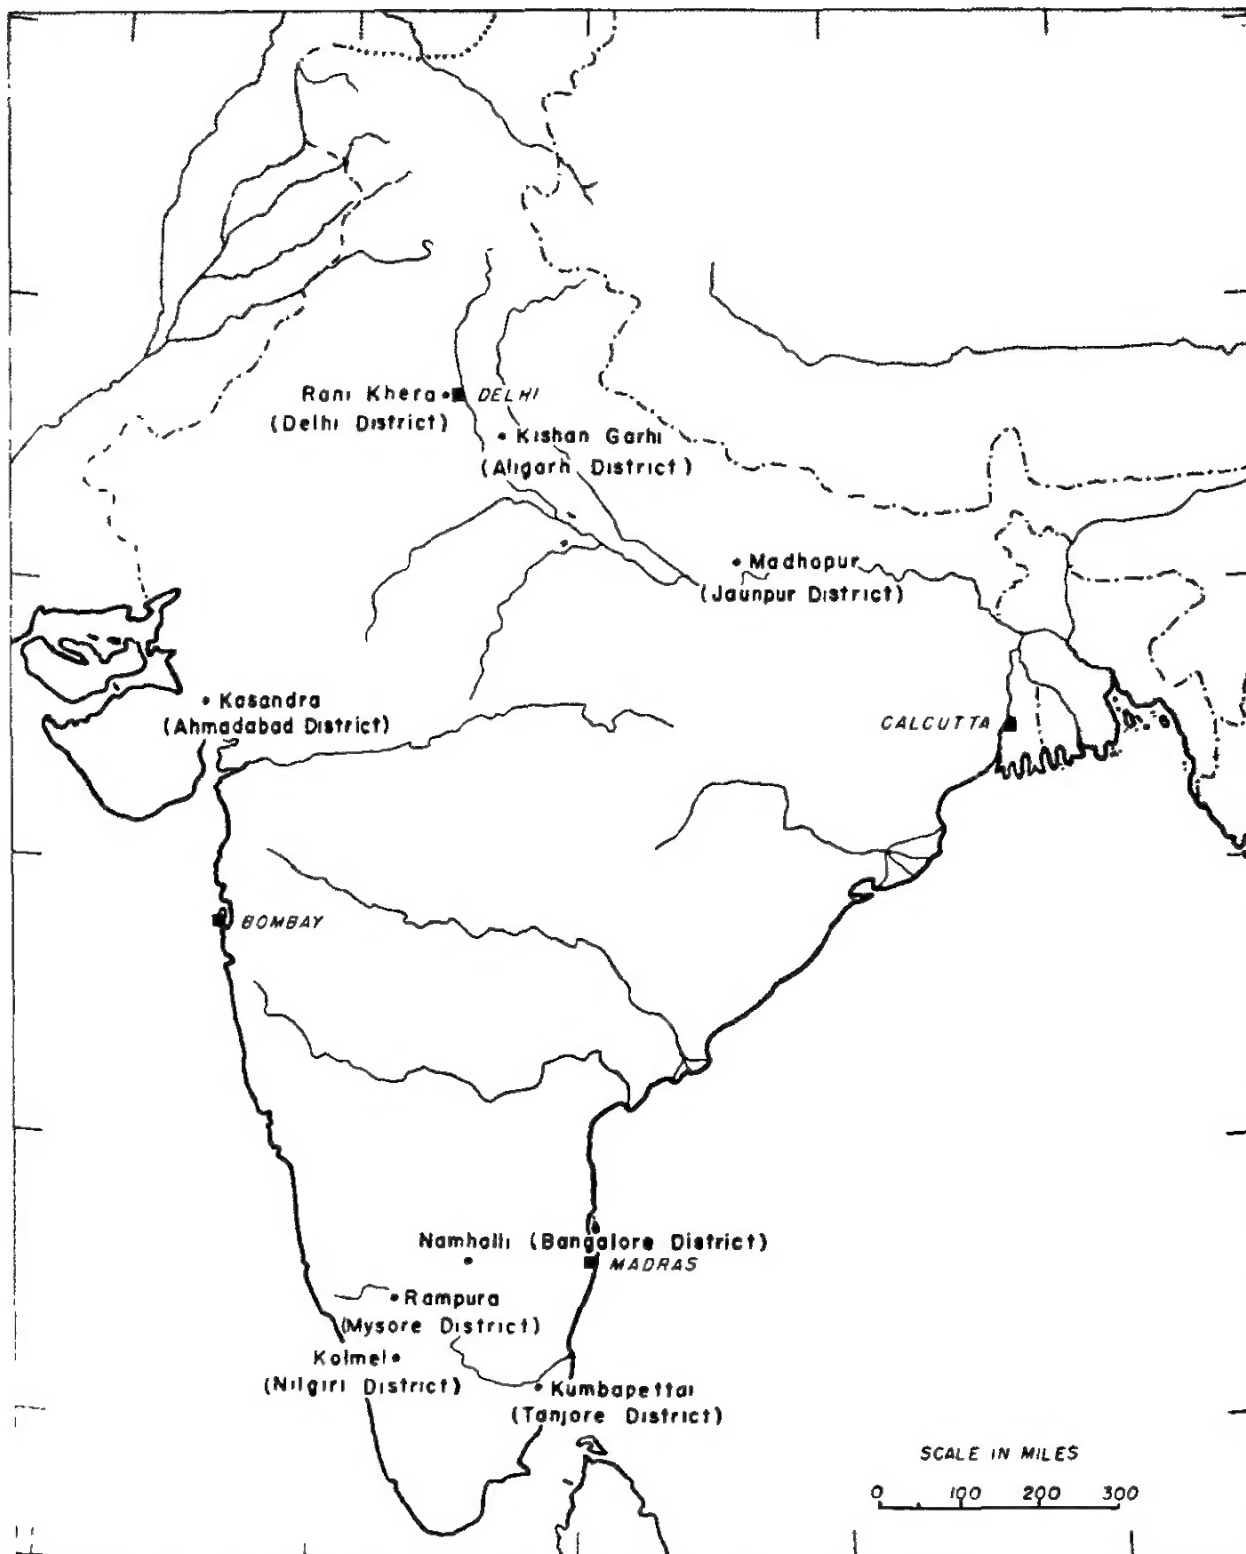 Rani Khera DELHI
(Delhi District)
Kishan Garhi
(Aligarh District)
Madhopur
(Jaunpur District)
Kasandra
(Ahmadabad District)
CALCUTTA
BOMBAY
Namhalli (Bangalore District)
MADRAS
Rampura
(Mysore District)
Kolmel
(Nilgiri District)
Kumbapettai
(Tanjore District)
SCALE IN MILES
0 100 200 300